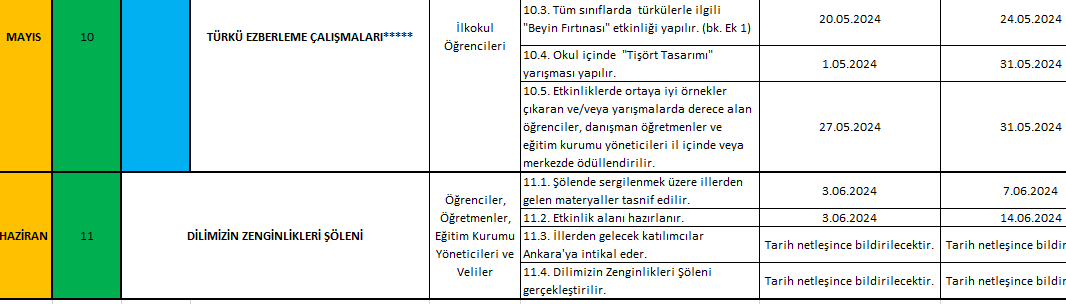 10.3. Tüm sınıflarda türkülerle ilgili
"Beyin Fırtınası" etkinliği yapılır. (bk. Ek 1)
20.05.2024
24.05.2024
MAYIS
10
TÜRKÜ EZBERLEME ÇALIŞMALARI*****
İlkokul
Öğrencileri
10.4. Okul içinde "Tişört Tasarımı"
yarışması yapılır.
1.05.2024
31.05.2024
10.5. Etkinliklerde ortaya iyi örnekler
çıkaran ve/veya yarışmalarda derece alan
öğrenciler, danışman öğretmenler ve
eğitim kurumu yöneticileri il içinde veya
merkezde ödüllendirilir.
27.05.2024
31.05.2024
HAZİRAN
11
DİLİMİZİN ZENGİNLİKLERİ ŞÖLENİ
Öğrenciler,
Öğretmenler,
Eğitim Kurumu
Yöneticileri ve
Veliler
11.1. Şölende sergilenmek üzere illerden
gelen materyaller tasnif edilir.
3.06.2024
7.06.2024
11.2. Etkinlik alanı hazırlanır.
3.06.2024
14.06.2024
11.3. İllerden gelecek katılımcılar
Ankara'ya intikal eder.
Tarih netleşince bildirilecektir.
Tarih netleşince bildir
11.4. Dilimizin Zenginlikleri Şöleni
gerçekleştirilir.
Tarih netleşince bildirilecektir.
Tarih netleşince bildir